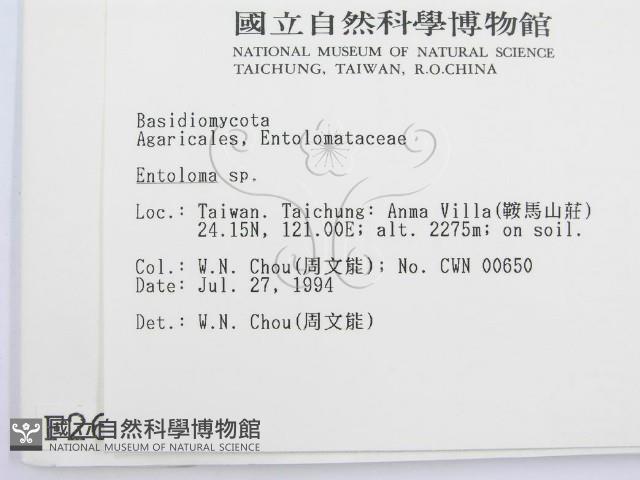 國立自然科學博物館
NATIONAL MUSEUM OF NATURAL SCIENCE
TAICHUNG, TAIWAN, R.O.CHINA
Basidiomycota
Agaricales, Entolomataceae
Entoloma sp.
Loc.: Taiwan. Taichung: Anma Villa(鞍馬山莊)
24.15N, 121.00E; alt. 2275m; on soil.
Col.: W.N. Chou(周文能); No. CWN 00650
Date: Jul. 27, 1994
Det.: W.N. Chou(周文能)
國立自然科學博物館
NATIONAL MUSEUM OF NATURAL SCIENCE